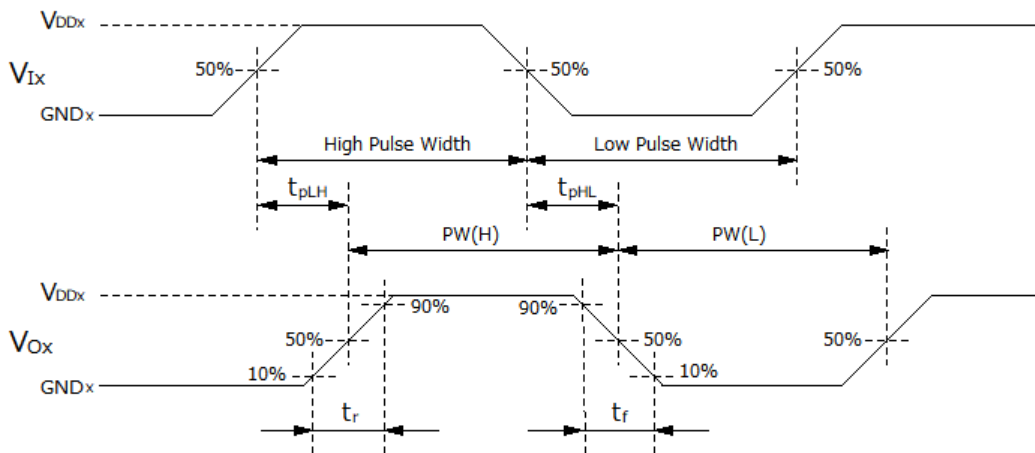 VDDx
50%
50%
50%
VIx
GNDx
High Pulse Width
Low Pulse Width
tpLH
tpHL
PW(H)
PW(L)
VDDx
90%
90%
50%
50%
50%
VOx
10%
10%
GNDx
tr
tf